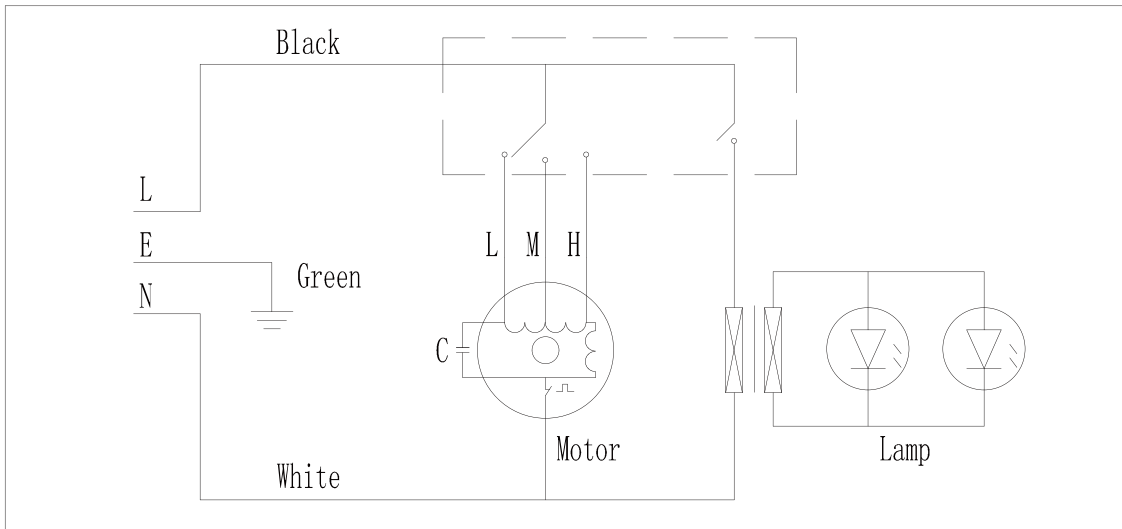 Black
L
E
Green
N
L M H
C
Motor
Lamp
White